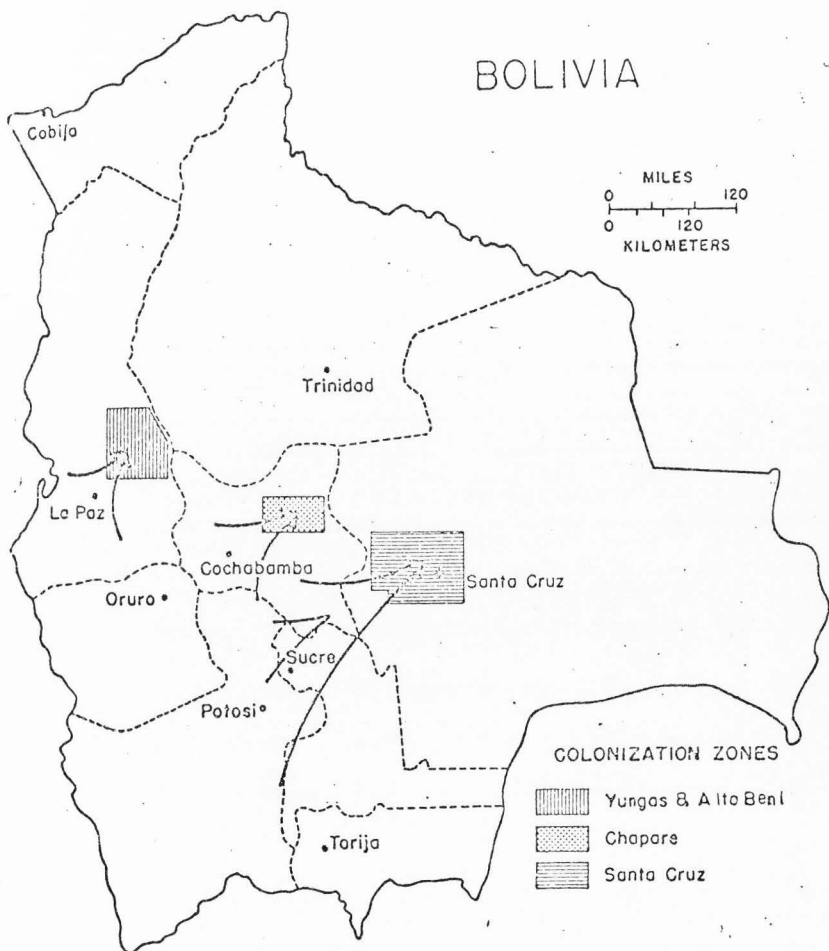 BOLIVIA
Cobija
MILES
0 120
0 120
KILOMETERS
Trinidad
La Paz
Cochabamba
Santa Cruz
Oruro
Sucre
Potosi
COLONIZATION ZONES
Yungas & Alto Beni
Chapare
Tarija
Santa Cruz